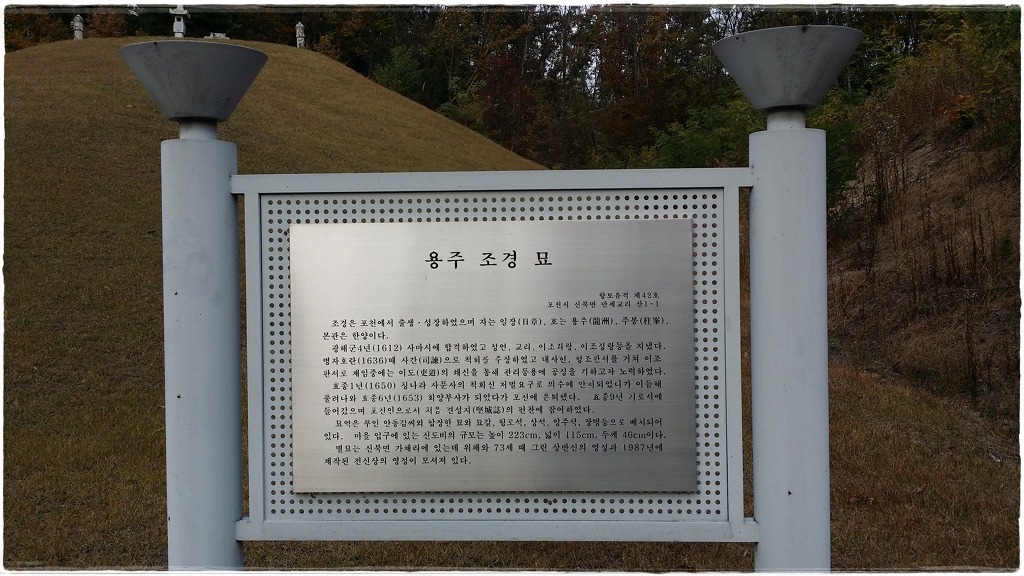 용주 조경 묘
향토유적 제42호
포천시 신북면 만세교리 산1-1
조경은 포천에서 출생·성장하였으며 자는 일장(日章), 호는 용주(龍洲), 주봉(柱峯),
본관은 한양이다.
광해군4년(1612) 사마시에 합격하였고 정언, 교리, 이조좌랑, 이조정랑등을 지냈다.
병자호란(1636)때 사간(司諫)으로 척화를 주장하였고 대사헌, 형조판서를 거쳐 이조
판서로 재임중에는 이도(吏道)의 쇄신을 통해 관리등용에 공정을 기하고자 노력하였다.
효종1년(1650) 청나라 사문사의 척화신 처벌요구로 의주에 안치되었다가 이듬해
풀려나와 효종6년(1653) 회양부사가 되었다가 포천에 은퇴했다. 효종9년 기로서에
들어갔으며 포천인으로서 처음 견성지(堅城誌)의 편찬에 참여하였다.
묘역은 부인 안동김씨와 합장한 묘와 묘갈, 향로석, 상석, 망주석, 장명등으로 배치되어
있다. 마을 입구에 있는 신도비의 규모는 높이 223cm, 넓이 115cm, 두께 46cm이다.
별묘는 신북면 가채리에 있는데 위패와 73세 때 그린 상반신의 영정과 1987년에
제작된 전신상의 영정이 모셔져 있다.